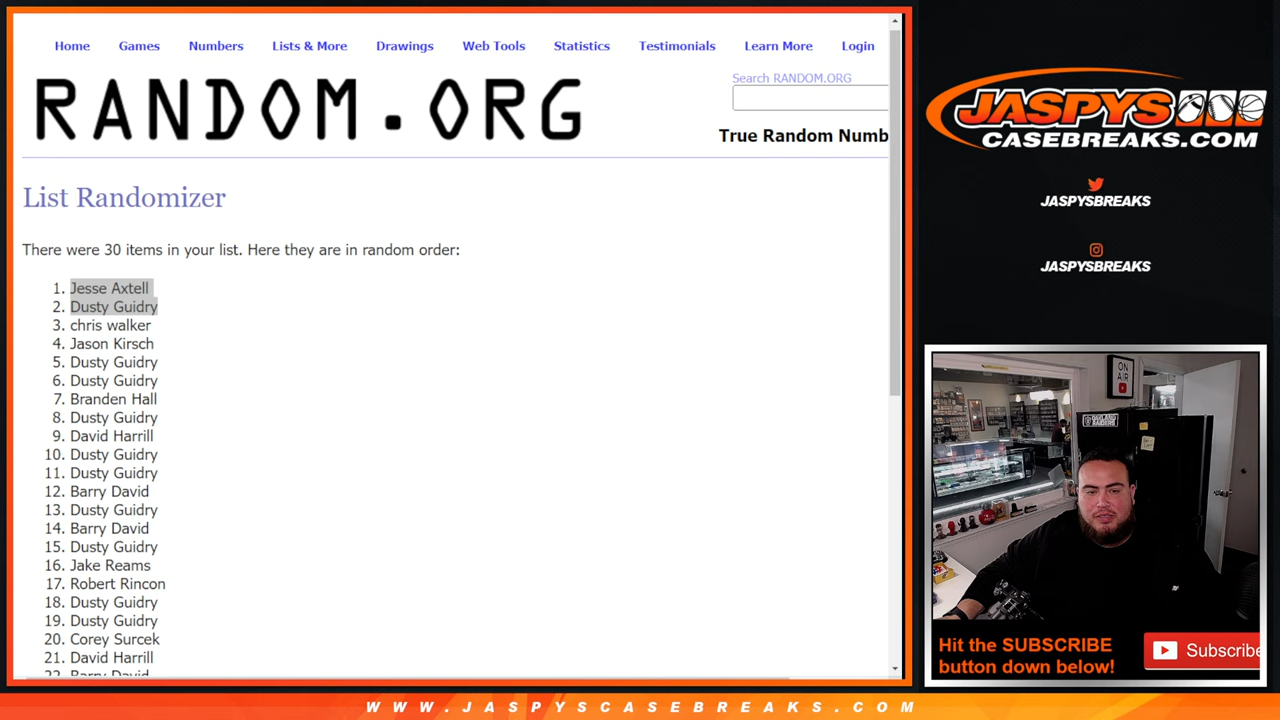 Home Games Numbers Lists & More Drawings Web Tools Statistics Testimonials Learn More Login
RANDOM.ORG
Search RANDOM.ORG
True Random Numb
List Randomizer
There were 30 items in your list. Here they are in random order:
1. Jesse Axtell
2. Dusty Guidry
3. chris walker
4. Jason Kirsch
5. Dusty Guidry
6. Dusty Guidry
7. Branden Hall
8. Dusty Guidry
9. David Harrill
10. Dusty Guidry
11. Dusty Guidry
12. Barry David
13. Dusty Guidry
14. Barry David
15. Dusty Guidry
16. Jake Reams
17. Robert Rincon
18. Dusty Guidry
19. Dusty Guidry
20. Corey Surcek
21. David Harrill
22. Barry David
JASPYS
CASEBREAKS.COM
JASPYSBREAKS
JASPYSBREAKS
ON
AIR
OAKLAND
RAIDERS
Hit the SUBSCRIBE
button down below!
Subscribe
WWW.JASPYSCASEBREAKS.COM